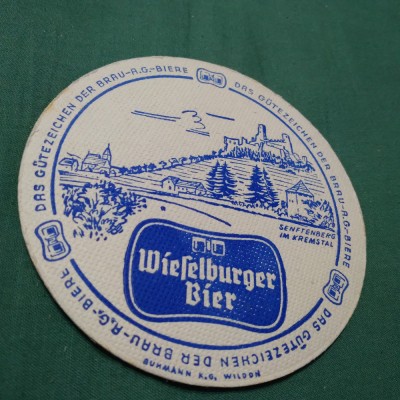 DAS GÜTEZEICHEN DER BRAU-A.G.-BIERE
DAS GÜTEZEICHEN DER BRAU-A.G.-BIERE
DAS GÜTEZEICHEN DER BRAU-A.G.-BIERE
SENFTENBERG
IM KREMSTAL
Wieselburger
Bier
BUHMANN K.G. WILDON